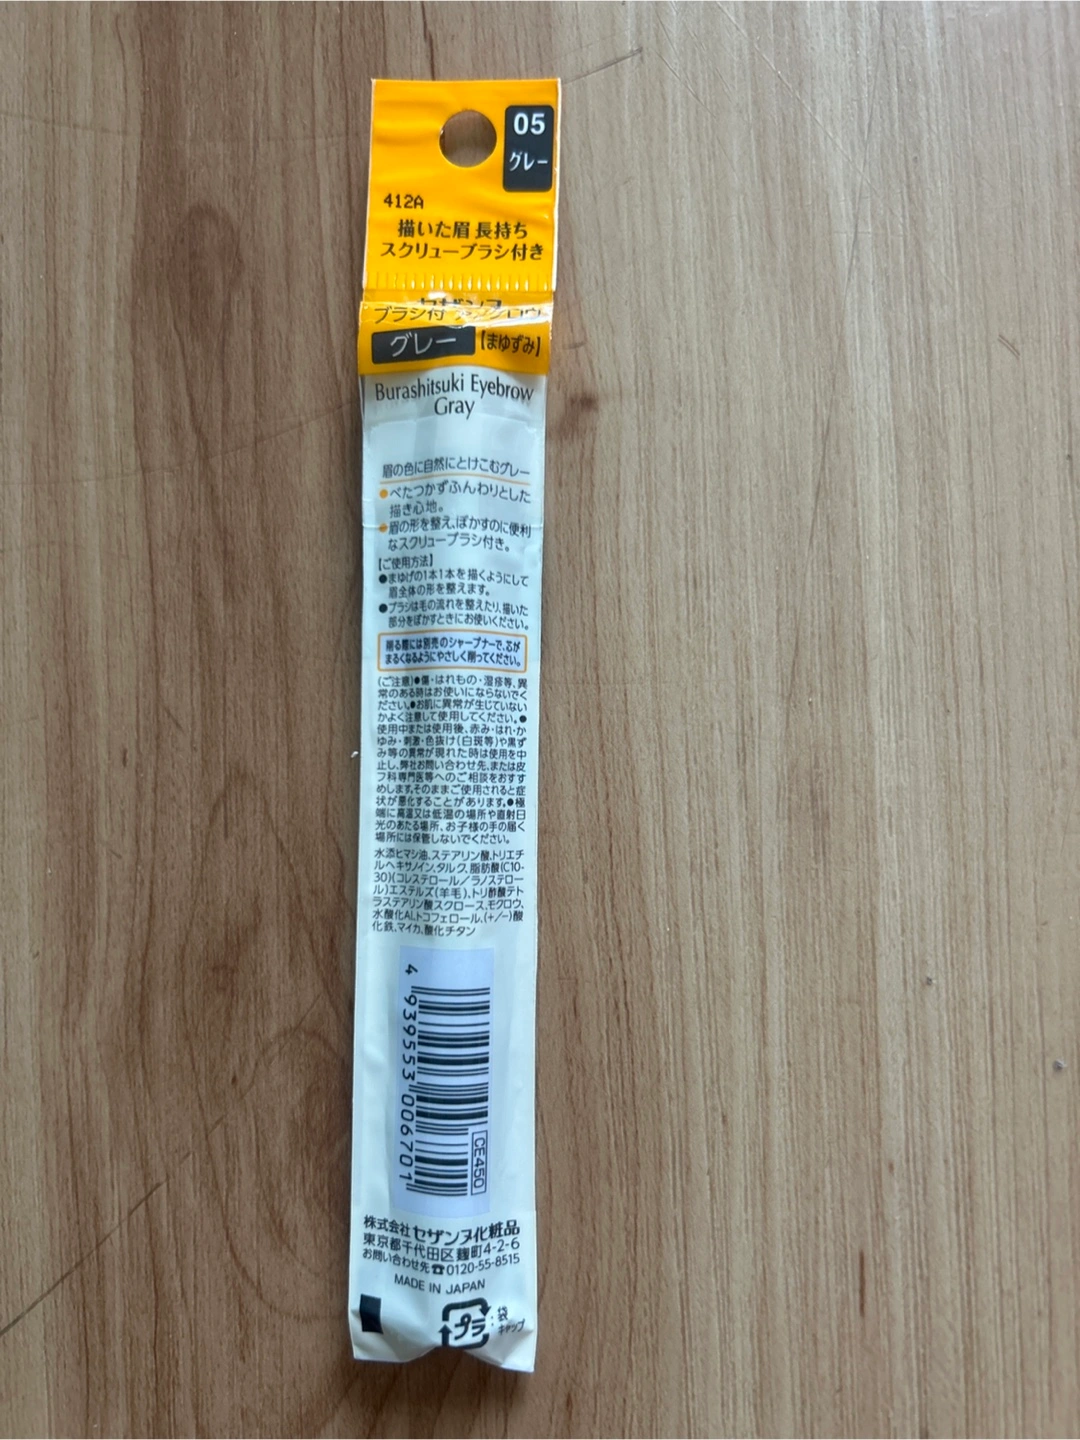 05
グレー
412A
描いた眉 長持ち
スクリューブラシ付き
セザンヌ
ブラシ付アイブロウ
グレー 【まゆずみ】
Burashitsuki Eyebrow
Gray
眉の色に自然にとけこむグレー
●べたつかずふんわりとした
描き心地。
●眉の形を整え、ぼかすのに便利
なスクリューブラシ付き。
【ご使用方法】
●まゆげの1本1本を描くようにして
眉全体の形を整えます。
●ブラシは毛の流れを整えたり、描いた
部分をぼかすときにお使いください。
削る際には別売のシャープナーで、芯が
まるくなるようにやさしく削ってください。
(ご注意)●傷・はれもの・湿疹等、異
常のある時はお使いにならないでく
ださい。●お肌に異常が生じていない
かよく注意して使用してください。●
使用中または使用後、赤み・はれ・か
ゆみ・刺激・色抜け(白斑等)や黒ず
み等の異常が現れた時は使用を中
止し、弊社お問い合わせ先、または皮
フ科専門医等へのご相談をおすす
めします。そのままご使用されると症
状が悪化することがあります。●極
端に高温又は低温の場所や直射日
光のあたる場所、お子様の手の届く
場所には保管しないでください。
水添ヒマシ油、ステアリン酸、トリエチ
ルヘキサノイン、タルク、脂肪酸(C10-
30)(コレステロール／ラノステロー
ル)エステルズ(羊毛)、トリ酢酸テト
ラステアリン酸スクロース、モクロウ、
水酸化Al、トコフェロール、(+/-)酸
化鉄、マイカ、酸化チタン
4 939553 006701
CE450
株式会社セザンヌ化粧品
東京都千代田区麹町4-2-6
お問い合わせ先☎0120-55-8515
MADE IN JAPAN
プラ :袋
キャップ